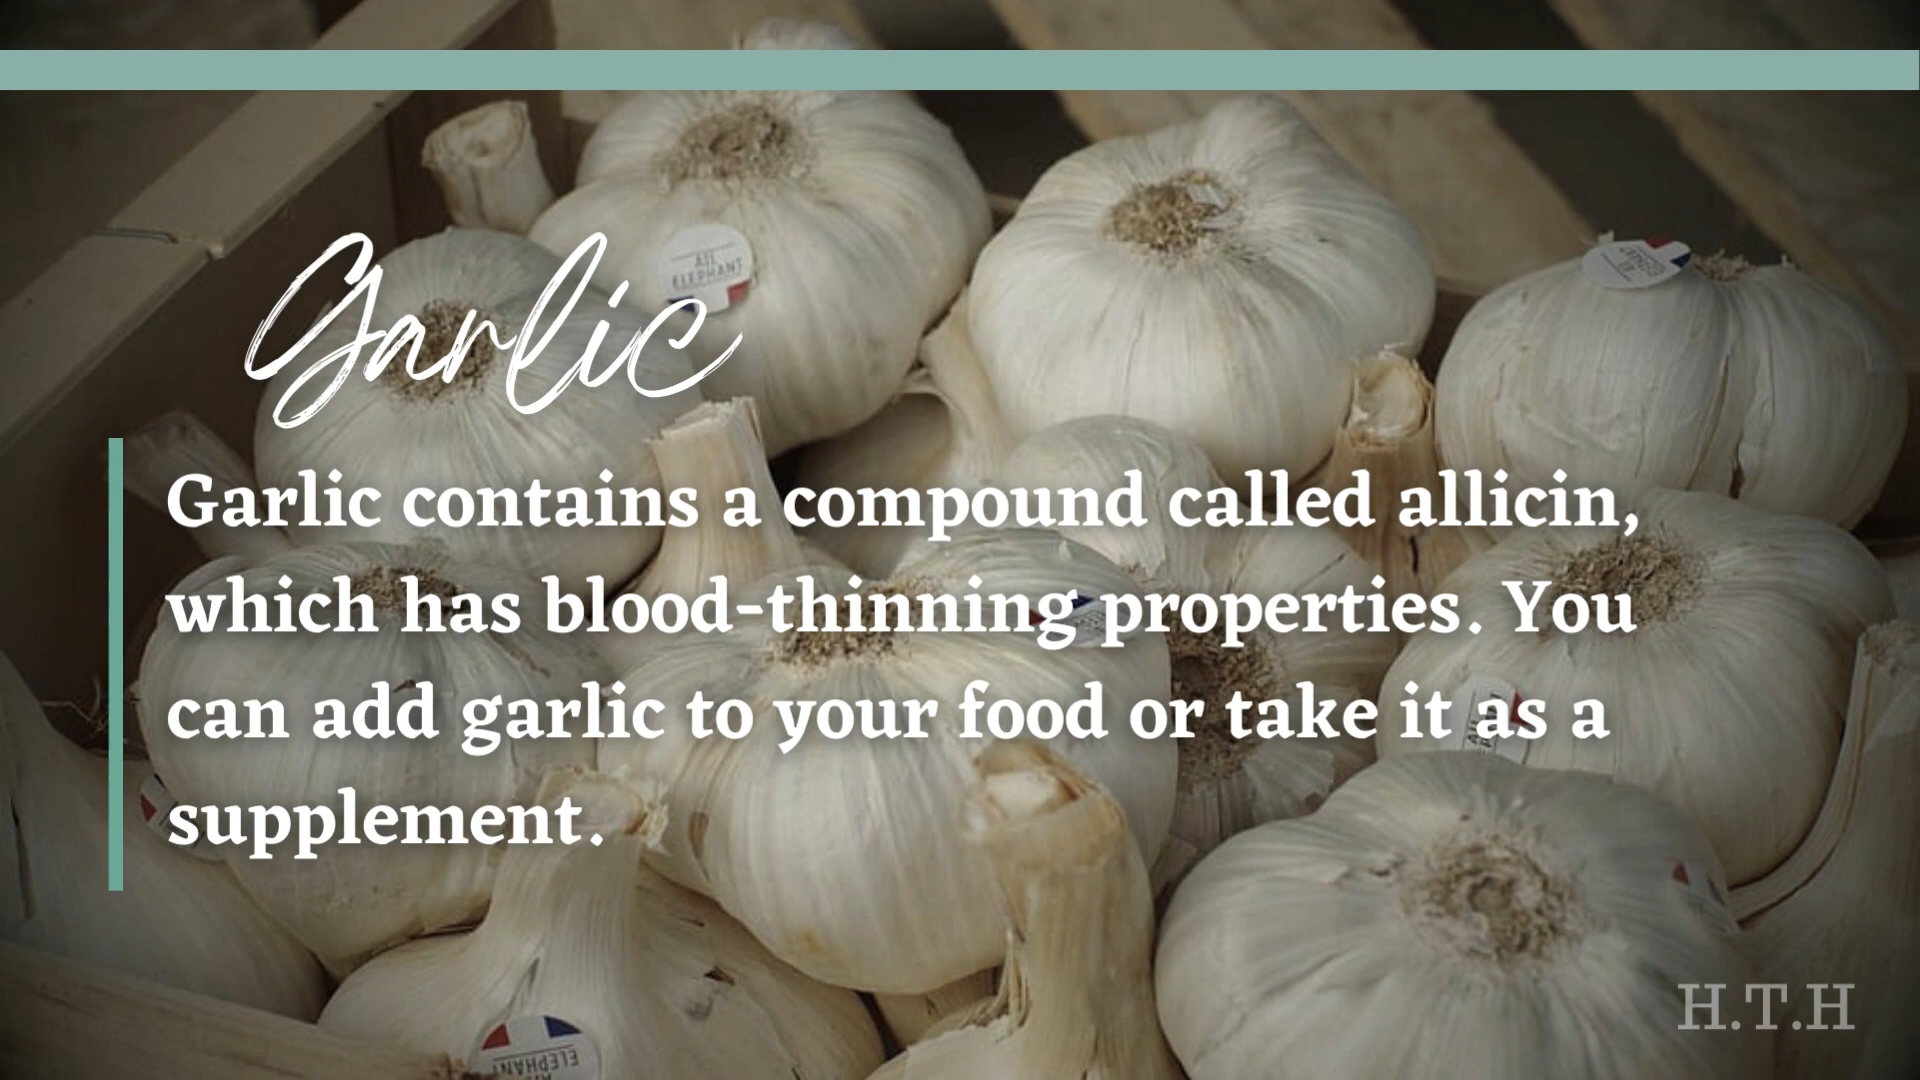 AIL
ELEPHANT
Garlic
Garlic contains a compound called allicin,
which has blood-thinning properties. You
can add garlic to your food or take it as a
supplement.
H.T.H
ELEPHANT